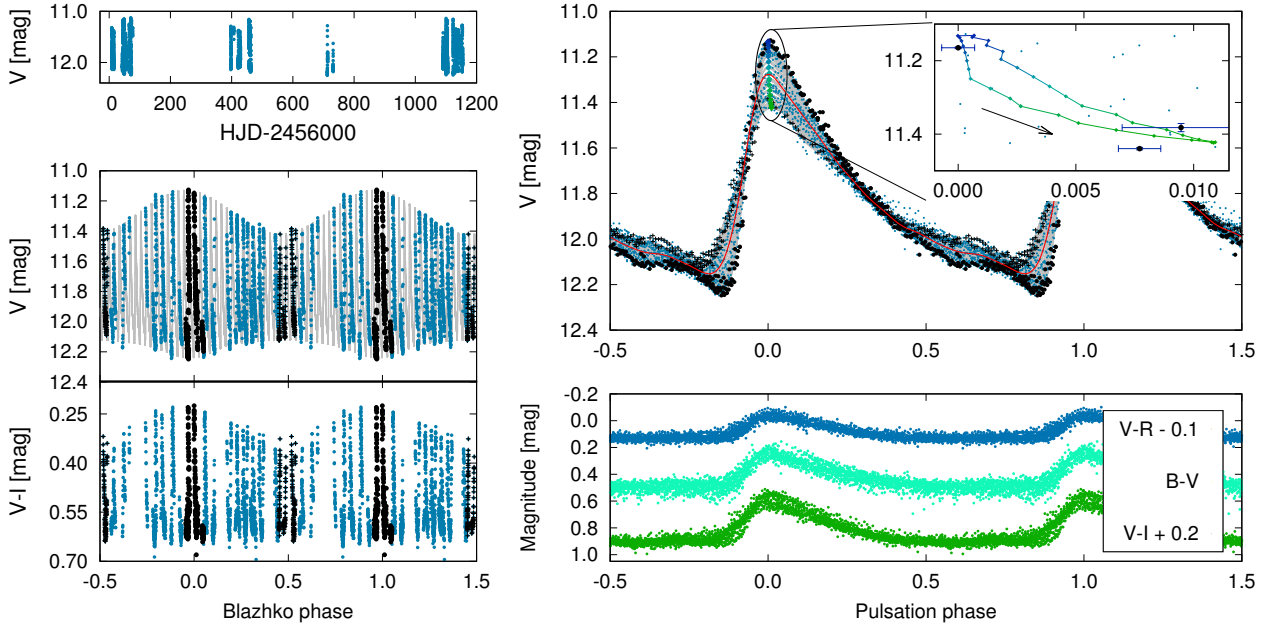 V [mag]
11.0
12.0
0 200 400 600 800 1000 1200
HJD-2456000
V [mag]
11.0
11.3
11.6
11.9
12.0
12.2
12.4
V-I [mag]
0.25
0.40
0.55
0.70
-0.5 0.0 0.5 1.0 1.5
Blazhko phase
V [mag]
11.0
11.2
11.4
11.6
11.8
12.0
12.2
12.4
-0.5 0.0 0.5 1.0 1.5
11.2
11.4
0.000 0.005 0.010
Magnitude [mag]
-0.2
0.0
0.2
0.4
0.6
0.8
1.0
V-R - 0.1
B-V
V-I + 0.2
-0.5 0.0 0.5 1.0 1.5
Pulsation phase